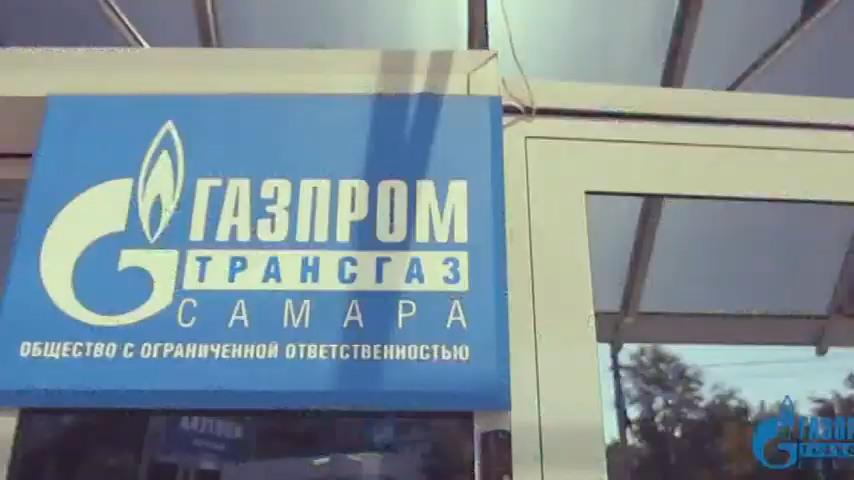 ГАЗПРОМ
ТРАНСГАЗ
САМАРА
ОБЩЕСТВО С ОГРАНИЧЕННОЙ ОТВЕТСТВЕННОСТЬЮ